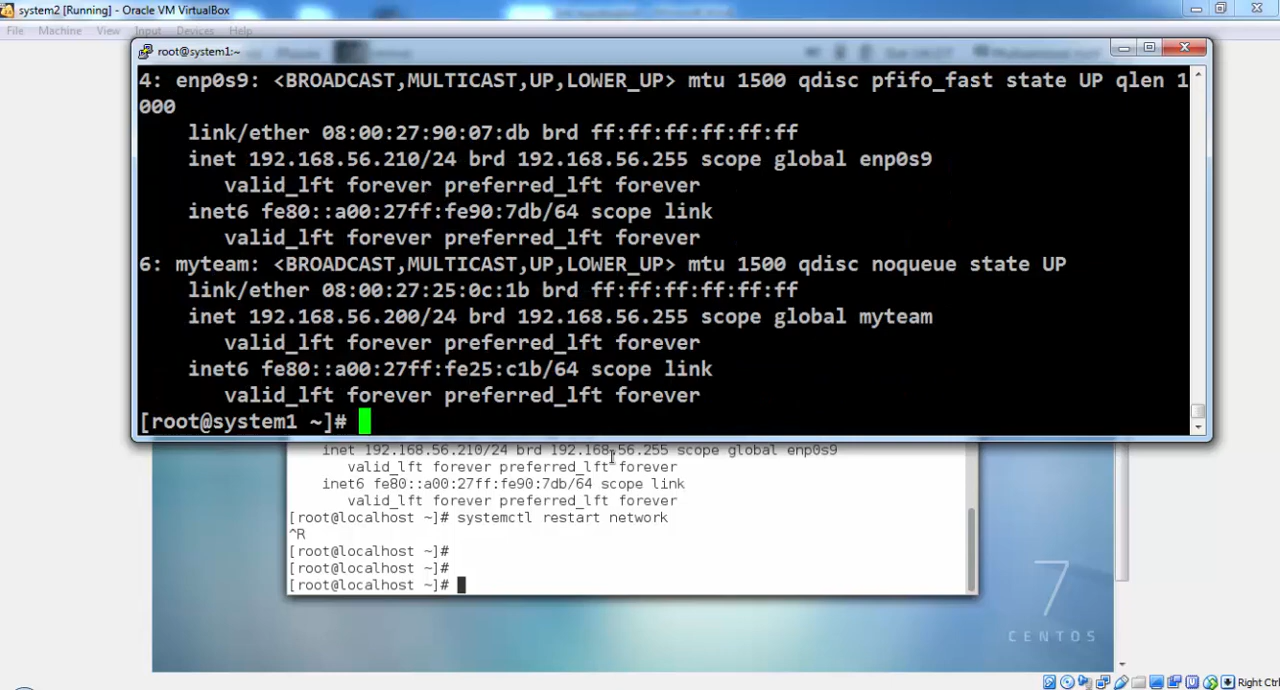 system2 [Running] - Oracle VM VirtualBox
File Machine View Input Devices Help
root@system1:~
4: enp0s9: <BROADCAST,MULTICAST,UP,LOWER_UP> mtu 1500 qdisc pfifo_fast state UP qlen 1
000
link/ether 08:00:27:90:07:db brd ff:ff:ff:ff:ff:ff
inet 192.168.56.210/24 brd 192.168.56.255 scope global enp0s9
valid_lft forever preferred_lft forever
inet6 fe80::a00:27ff:fe90:7db/64 scope link
valid_lft forever preferred_lft forever
6: myteam: <BROADCAST,MULTICAST,UP,LOWER_UP> mtu 1500 qdisc noqueue state UP
link/ether 08:00:27:25:0c:1b brd ff:ff:ff:ff:ff:ff
inet 192.168.56.200/24 brd 192.168.56.255 scope global myteam
valid_lft forever preferred_lft forever
inet6 fe80::a00:27ff:fe25:c1b/64 scope link
valid_lft forever preferred_lft forever
[root@system1 ~]#
inet 192.168.56.210/24 brd 192.168.56.255 scope global enp0s9
valid_lft forever preferred_lft forever
inet6 fe80::a00:27ff:fe90:7db/64 scope link
valid_lft forever preferred_lft forever
[root@localhost ~]# systemctl restart network
^R
[root@localhost ~]#
[root@localhost ~]#
[root@localhost ~]#
7
CENTOS
Right Ctrl